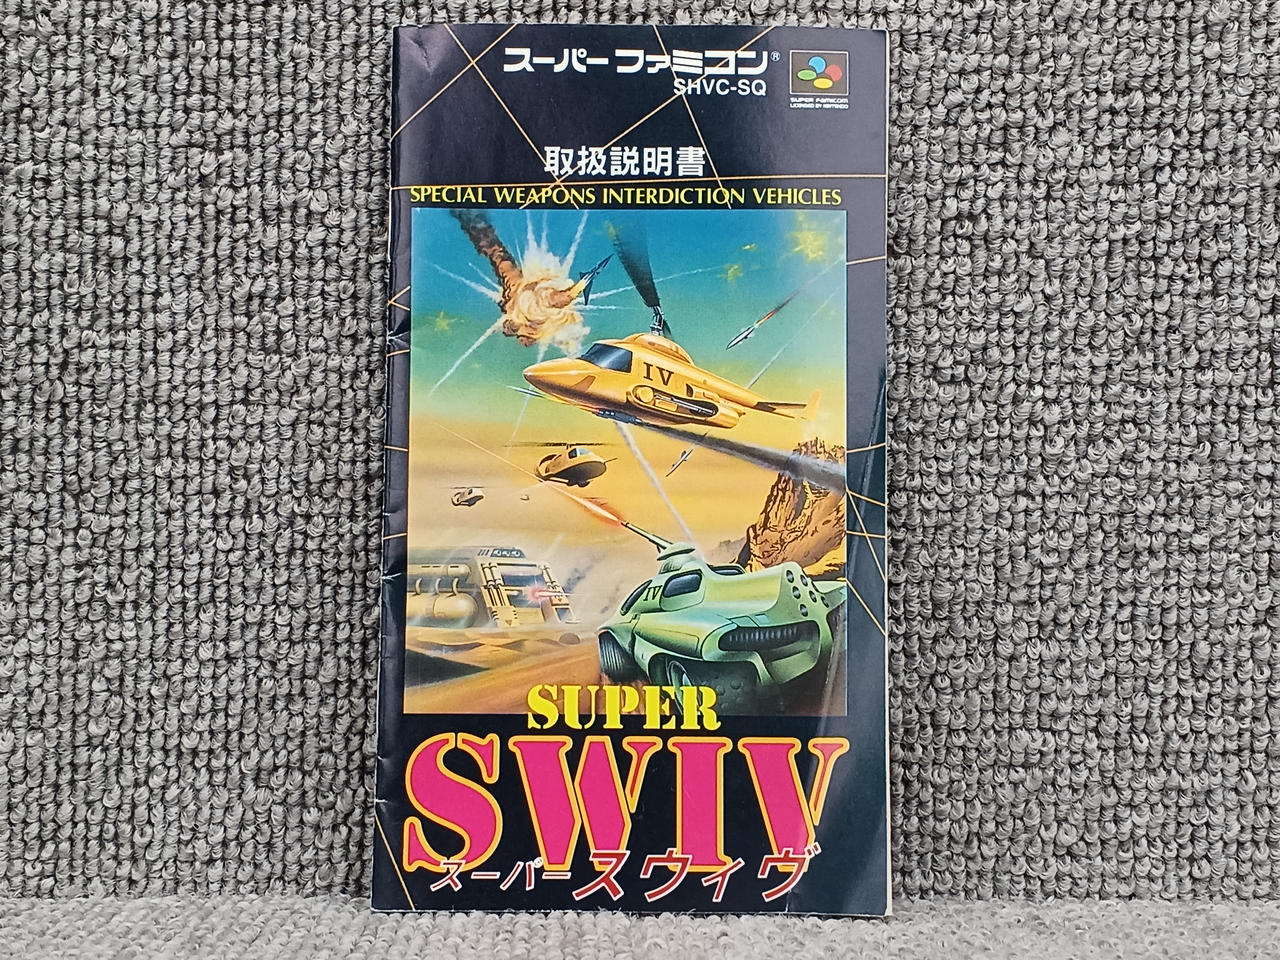 スーパーファミコン®
SHVC-SQ
SUPER FAMICOM
LICENSED BY NINTENDO
取扱説明書
SPECIAL WEAPONS INTERDICTION VEHICLES
IV
IV
SUPER
SWIV
スーパースウィヴ